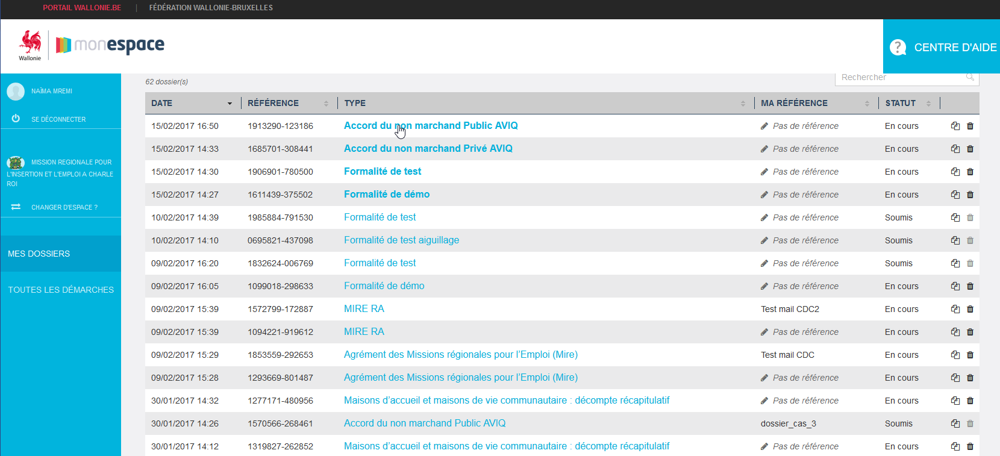 PORTAIL WALLONIE.BE | FÉDÉRATION WALLONIE-BRUXELLES
Wallonie
monespace
? CENTRE D'AIDE
NAÏMA MREMI
SE DÉCONNECTER
MISSION REGIONALE POUR
L'INSERTION ET L'EMPLOI A CHARLE
ROI
CHANGER D'ESPACE ?
MES DOSSIERS
TOUTES LES DÉMARCHES
62 dossier(s)
Rechercher
DATE RÉFÉRENCE TYPE MA RÉFÉRENCE STATUT
15/02/2017 16:50 1913290-123186 Accord du non marchand Public AVIQ Pas de référence En cours
15/02/2017 14:33 1685701-308441 Accord du non marchand Privé AVIQ Pas de référence En cours
15/02/2017 14:30 1906901-780500 Formalité de test Pas de référence En cours
15/02/2017 14:27 1611439-375502 Formalité de démo Pas de référence En cours
10/02/2017 14:39 1985884-791530 Formalité de test Pas de référence Soumis
10/02/2017 14:10 0695821-437098 Formalité de test aiguillage Pas de référence Soumis
09/02/2017 16:20 1832624-006769 Formalité de test Pas de référence Soumis
09/02/2017 16:05 1099018-298633 Formalité de démo Pas de référence En cours
09/02/2017 15:39 1572799-172887 MIRE RA Test mail CDC2 En cours
09/02/2017 15:39 1094221-919612 MIRE RA Pas de référence En cours
09/02/2017 15:29 1853559-292653 Agrément des Missions régionales pour l’Emploi (Mire) Test mail CDC En cours
09/02/2017 15:28 1293669-801487 Agrément des Missions régionales pour l’Emploi (Mire) Pas de référence En cours
30/01/2017 14:32 1277171-480956 Maisons d’accueil et maisons de vie communautaire : décompte récapitulatif Pas de référence En cours
30/01/2017 14:26 1570566-268461 Accord du non marchand Public AVIQ dossier_cas_3 Soumis
30/01/2017 14:12 1319827-262852 Maisons d’accueil et maisons de vie communautaire : décompte récapitulatif Pas de référence En cours